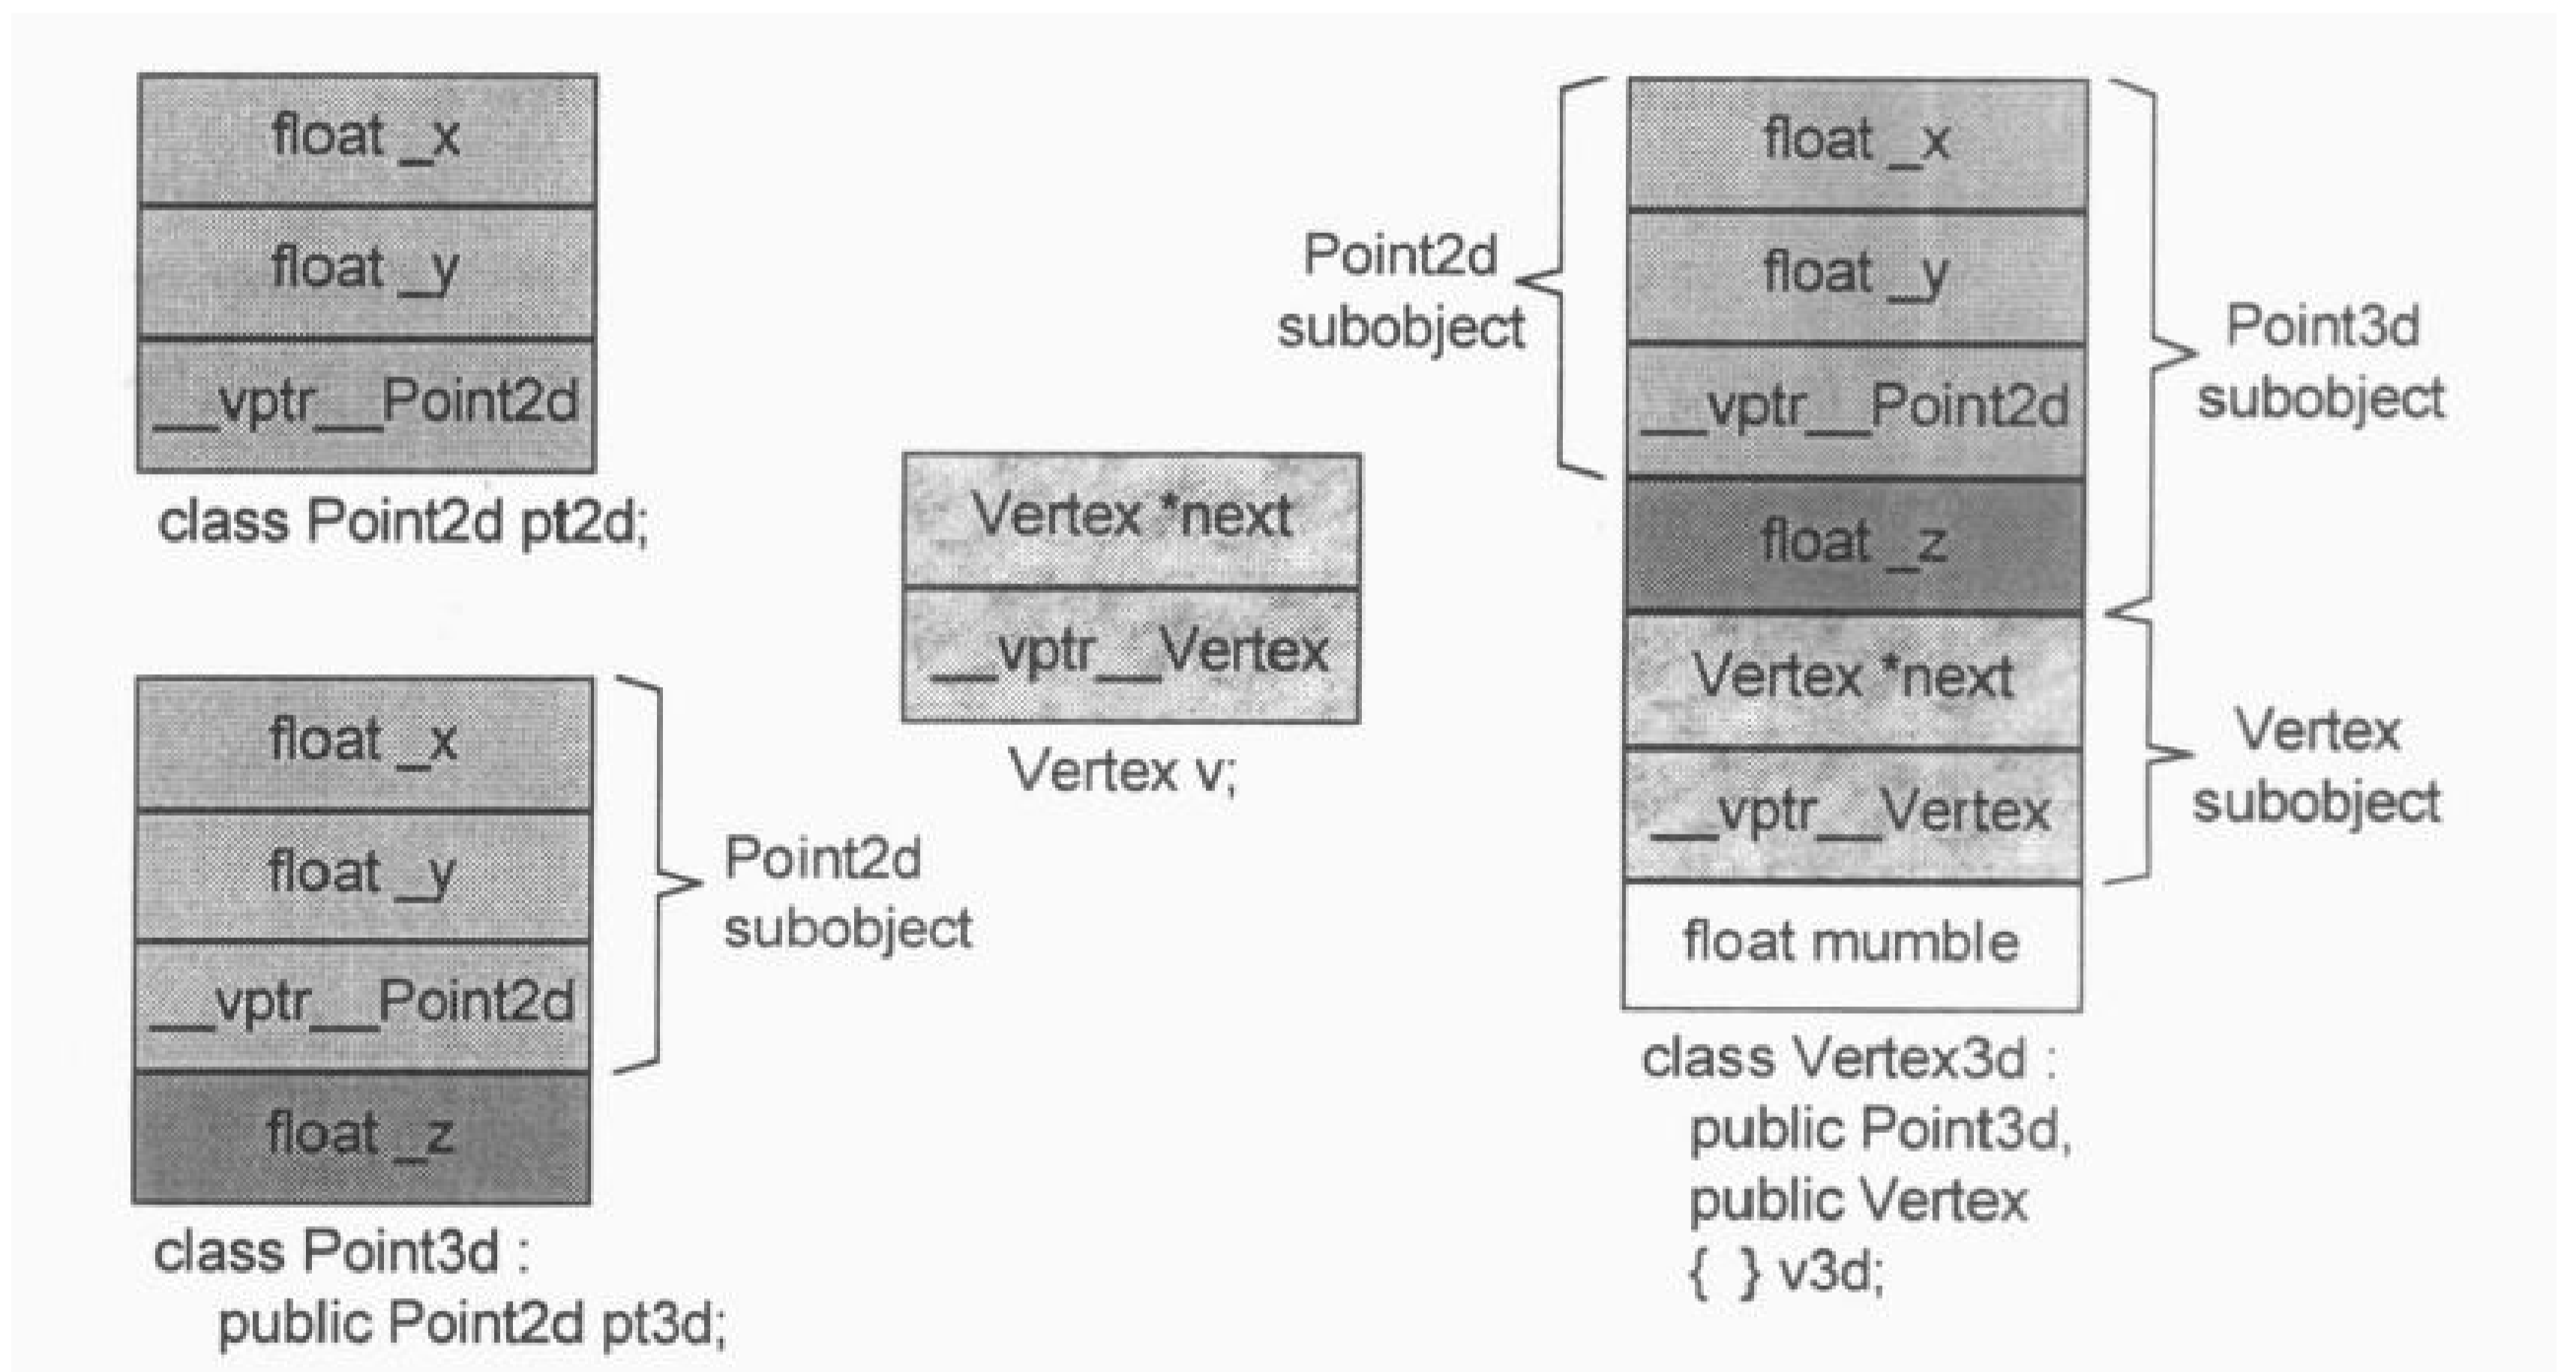 float _x
float _y
__vptr__Point2d
class Point2d pt2d;
float _x
float _y
__vptr__Point2d
float _z
Point2d
subobject
class Point3d :
public Point2d pt3d;
Vertex *next
__vptr__Vertex
Vertex v;
Point2d
subobject
float _x
float _y
__vptr__Point2d
float _z
Vertex *next
__vptr__Vertex
float mumble
Point3d
subobject
Vertex
subobject
class Vertex3d :
public Point3d,
public Vertex
{ } v3d;